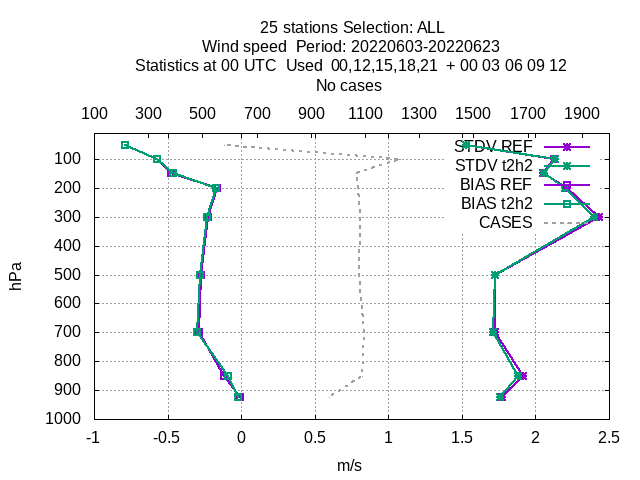 25 stations Selection: ALL
Wind speed  Period: 20220603-20220623
Statistics at 00 UTC  Used  00,12,15,18,21  + 00 03 06 09 12
No cases
100 300 500 700 900 1100 1300 1500 1700 1900
STDV REF
STDV t2h2
BIAS REF
BIAS t2h2
CASES
hPa
100
200
300
400
500
600
700
800
900
1000
-1 -0.5 0 0.5 1 1.5 2 2.5
m/s